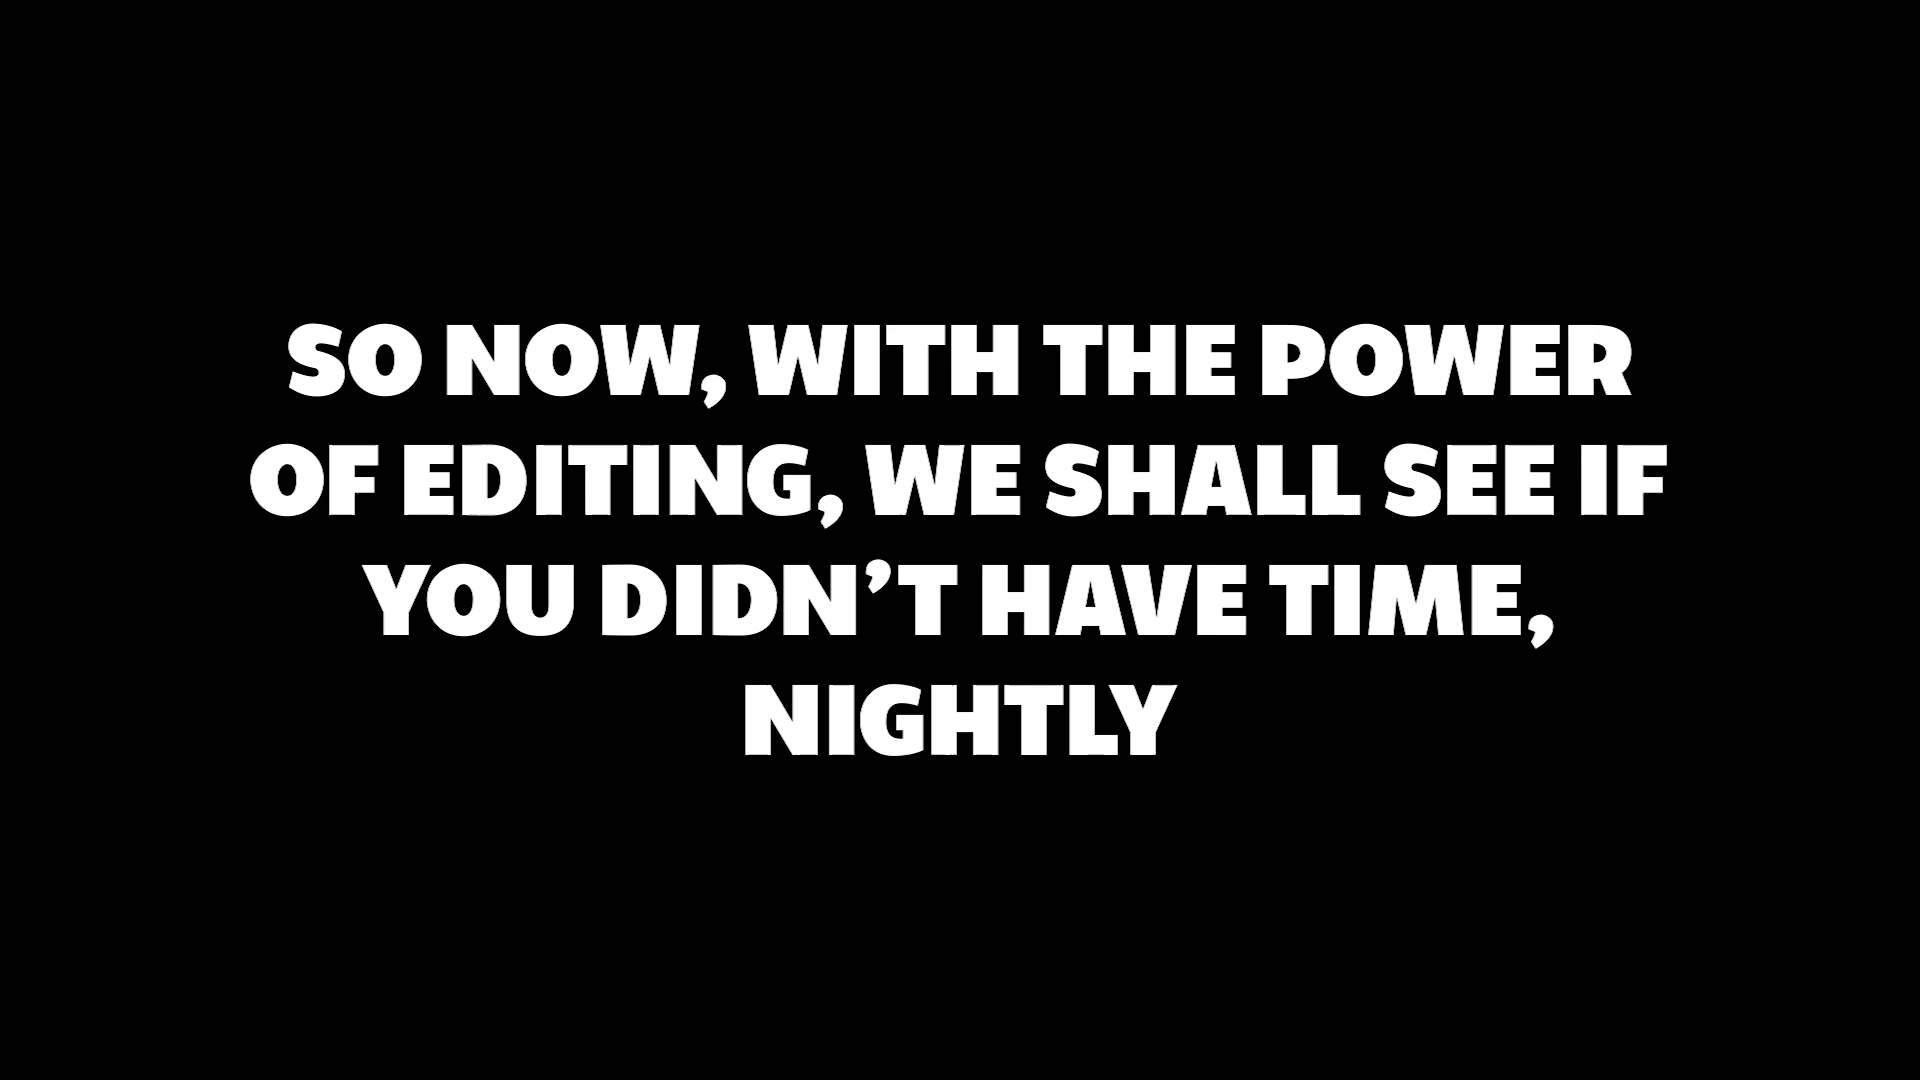 SO NOW, WITH THE POWER
OF EDITING, WE SHALL SEE IF
YOU DIDN’T HAVE TIME,
NIGHTLY